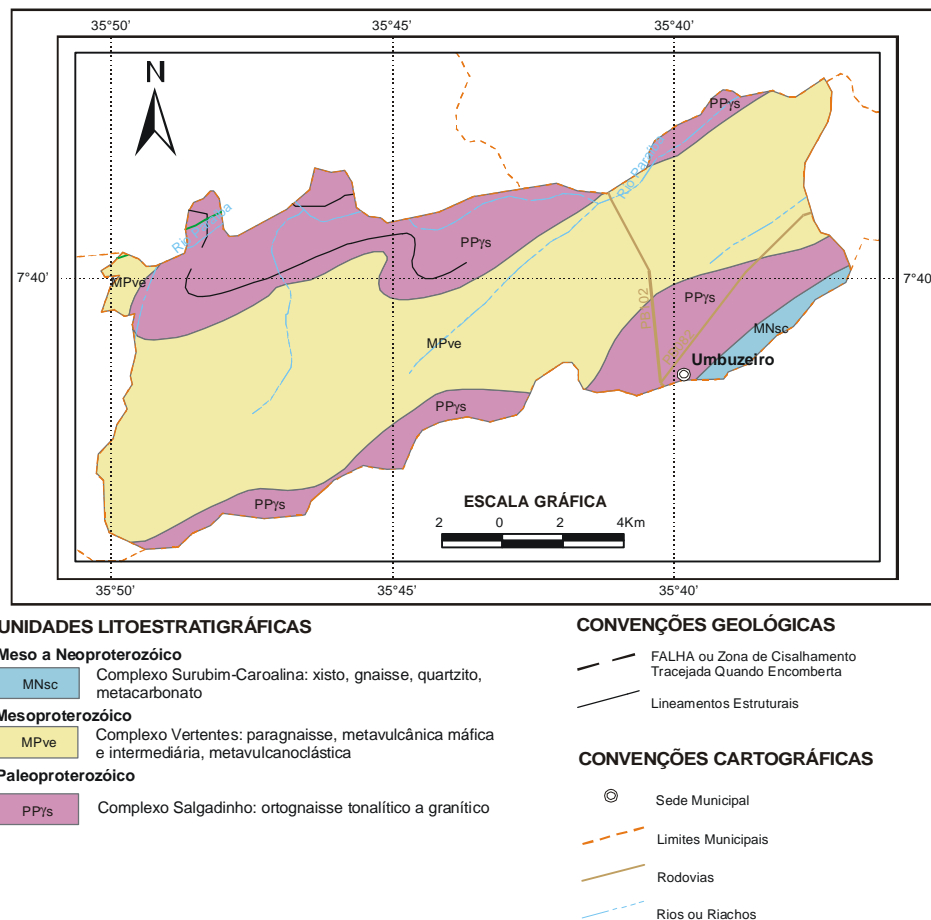 35°50'
35°45'
35°40'
N
PPγs
Rio Paraíba
PPγs
7°40'
7°40'
MPve
PPγs
MNsc
MPve
Umbuzeiro
PPγs
PPγs
ESCALA GRÁFICA
2 0 2 4Km
35°50'
35°45'
35°40'
UNIDADES LITOESTRATIGRÁFICAS
Meso a Neoproterozóico
MNsc
Complexo Surubim-Caroalina: xisto, gnaisse, quartzito,
metacarbonato
Mesoproterozóico
MPve
Complexo Vertentes: paragnaisse, metavulcânica máfica
e intermediária, metavulcanoclástica
Paleoproterozóico
PPγs
Complexo Salgadinho: ortognaisse tonalítico a granítico
CONVENÇÕES GEOLÓGICAS
FALHA ou Zona de Cisalhamento
Tracejada Quando Encomberta
Lineamentos Estruturais
CONVENÇÕES CARTOGRÁFICAS
Sede Municipal
Limites Municipais
Rodovias
Rios ou Riachos